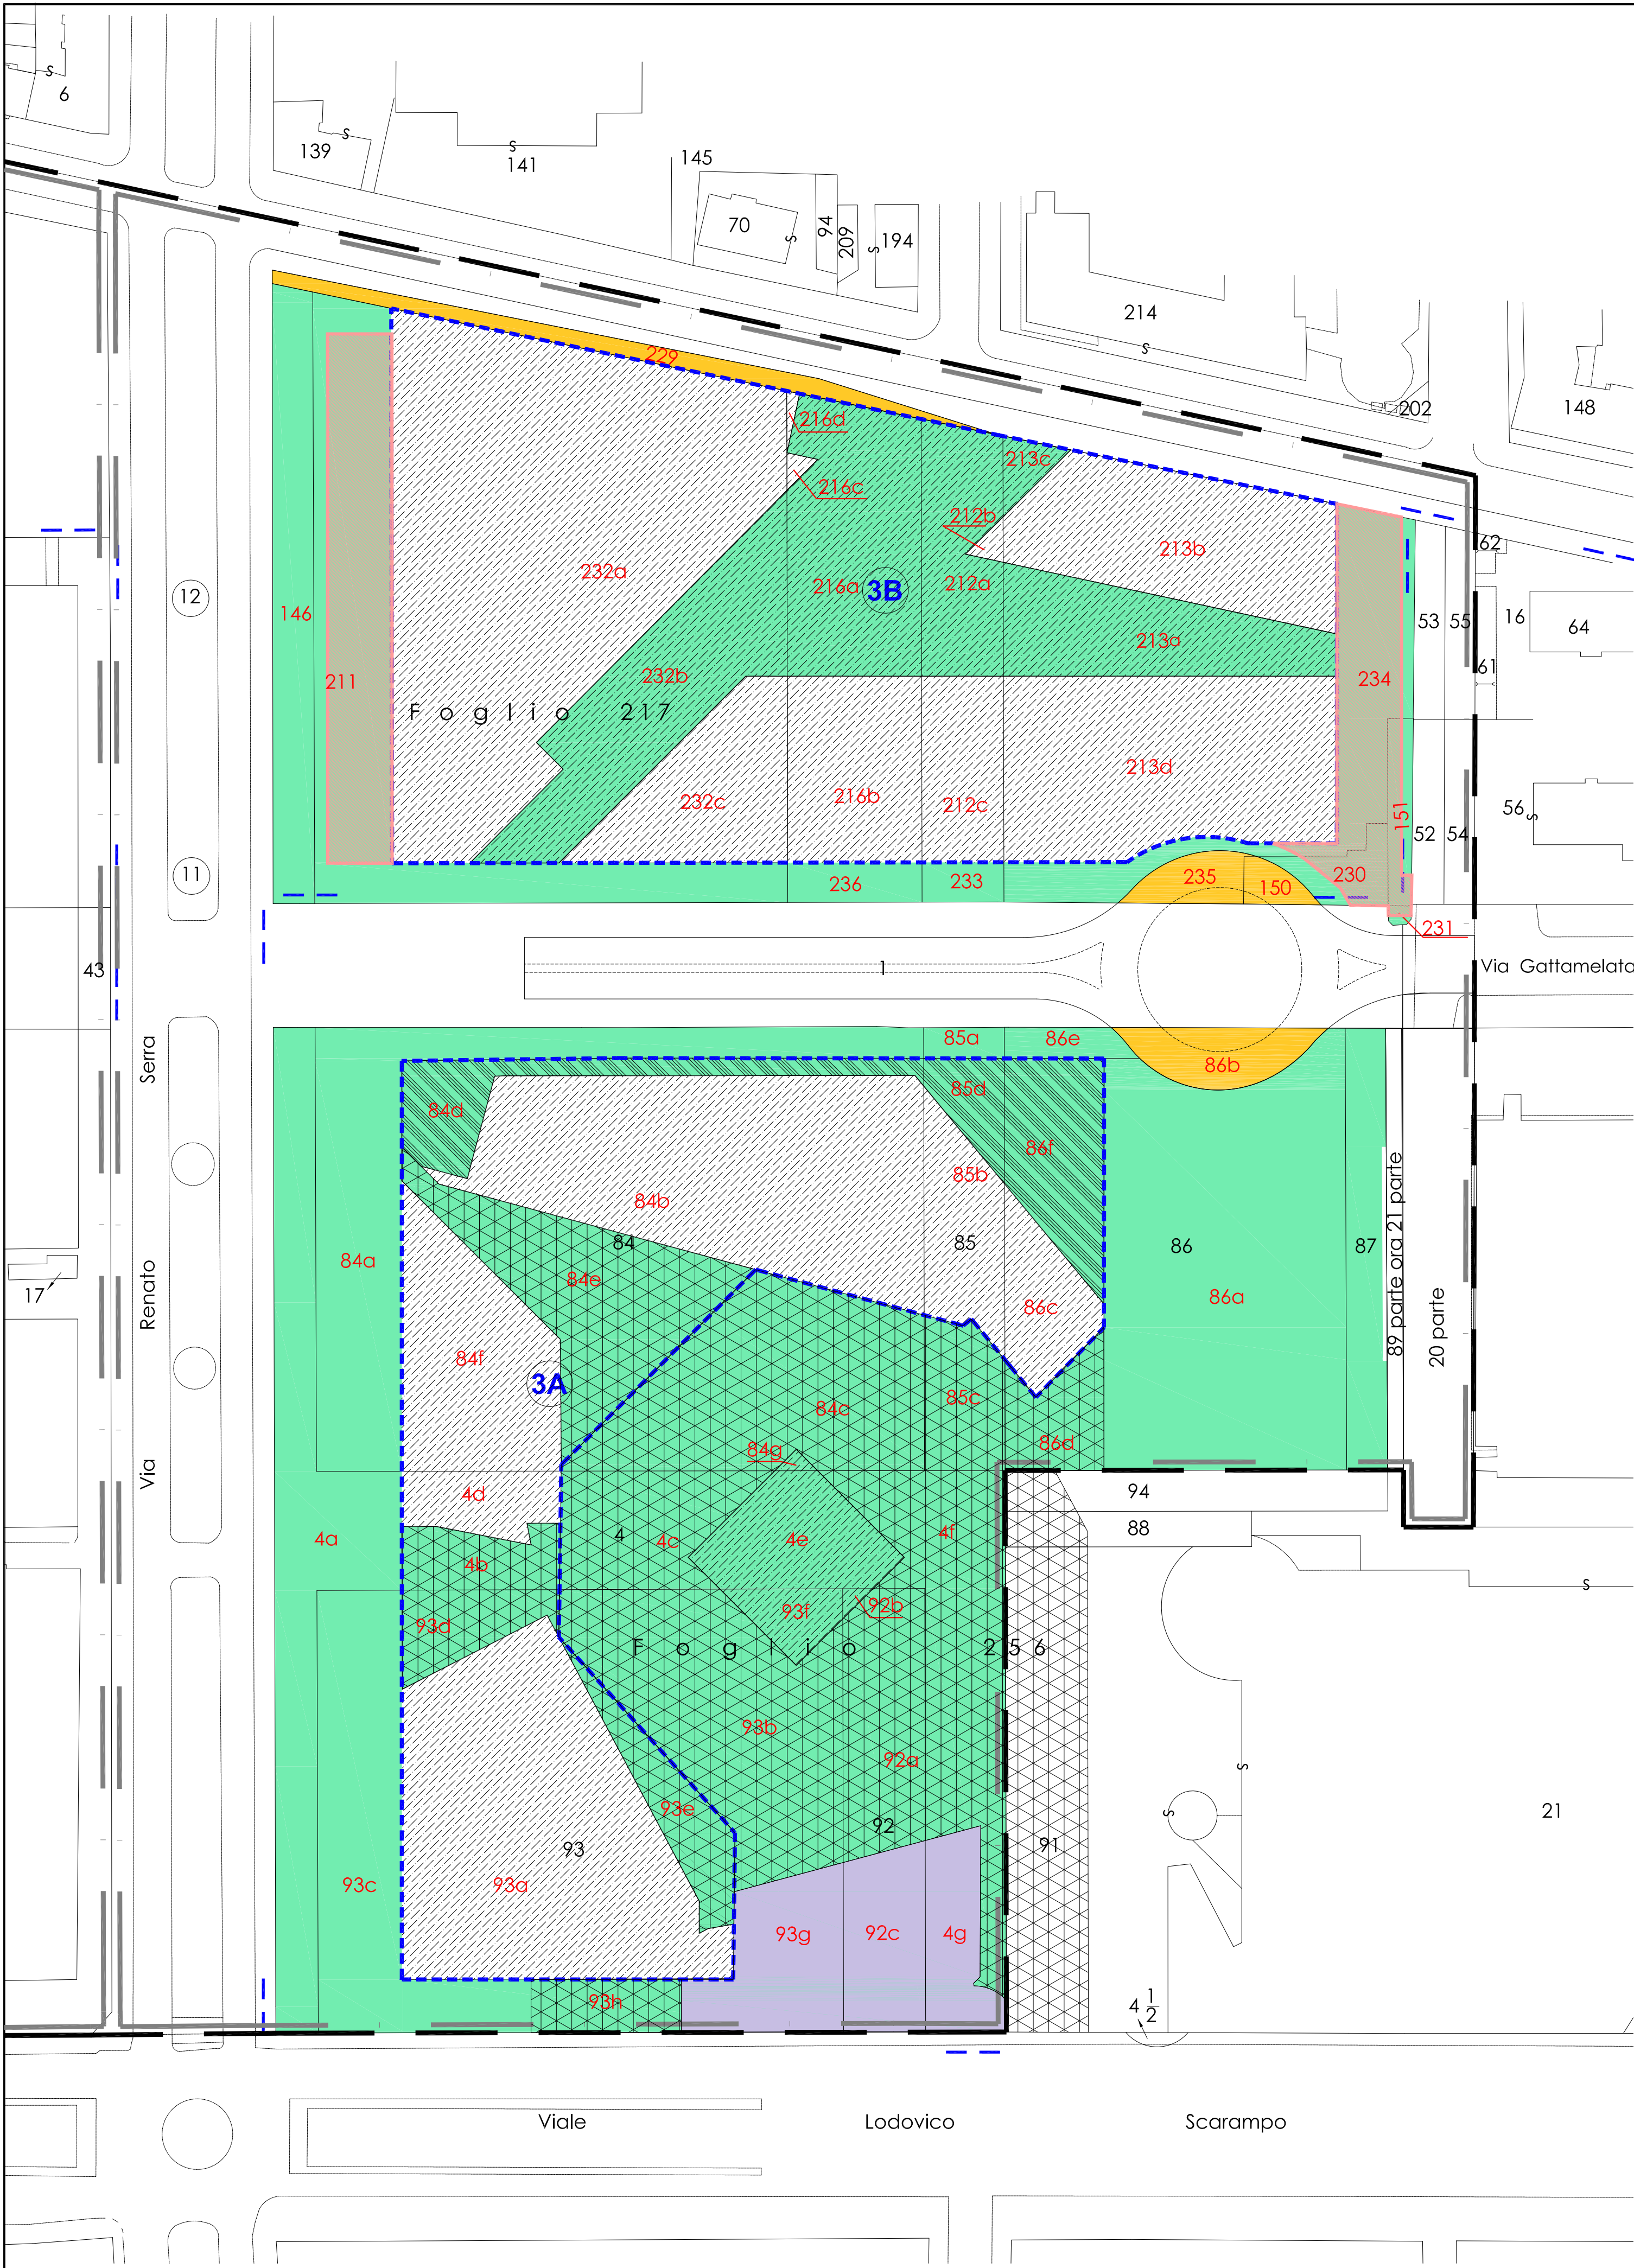 S
6
139
S
S
141
145
70
S
94
209
S
194
214
S
202
148
229
216d
213c
216c
212b
213b
62
232a
216a
3B
212a
12
146
53
55
16
64
213a
61
232b
211
234
Foglio 217
213d
232c
216b
212c
151
52
54
56
S
11
236
233
235
150
230
231
43
1
Via Gattamelata
85a
86e
86b
84d
85d
86f
85b
84b
84
85
86
87
84a
84e
86a
86c
17
89 parte ora 21 parte
20 parte
Via Renato Serra
84f
3A
84c
85c
84g
86d
4d
94
4a
4
4c
4e
4f
88
4b
S
93d
93f
92b
Foglio 256
93b
92a
S
93e
92
S
21
93
91
93c
93a
93g
92c
4g
93h
4 1/2
Viale Lodovico Scarampo